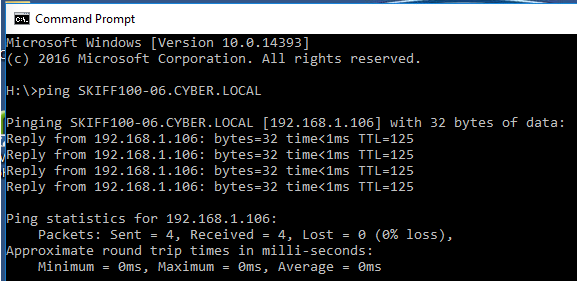 Command Prompt
Microsoft Windows [Version 10.0.14393]
(c) 2016 Microsoft Corporation. All rights reserved.
H:\>ping SKIFF100-06.CYBER.LOCAL
Pinging SKIFF100-06.CYBER.LOCAL [192.168.1.106] with 32 bytes of data:
Reply from 192.168.1.106: bytes=32 time<1ms TTL=125
Reply from 192.168.1.106: bytes=32 time<1ms TTL=125
Reply from 192.168.1.106: bytes=32 time<1ms TTL=125
Reply from 192.168.1.106: bytes=32 time<1ms TTL=125
Ping statistics for 192.168.1.106:
    Packets: Sent = 4, Received = 4, Lost = 0 (0% loss),
Approximate round trip times in milli-seconds:
    Minimum = 0ms, Maximum = 0ms, Average = 0ms